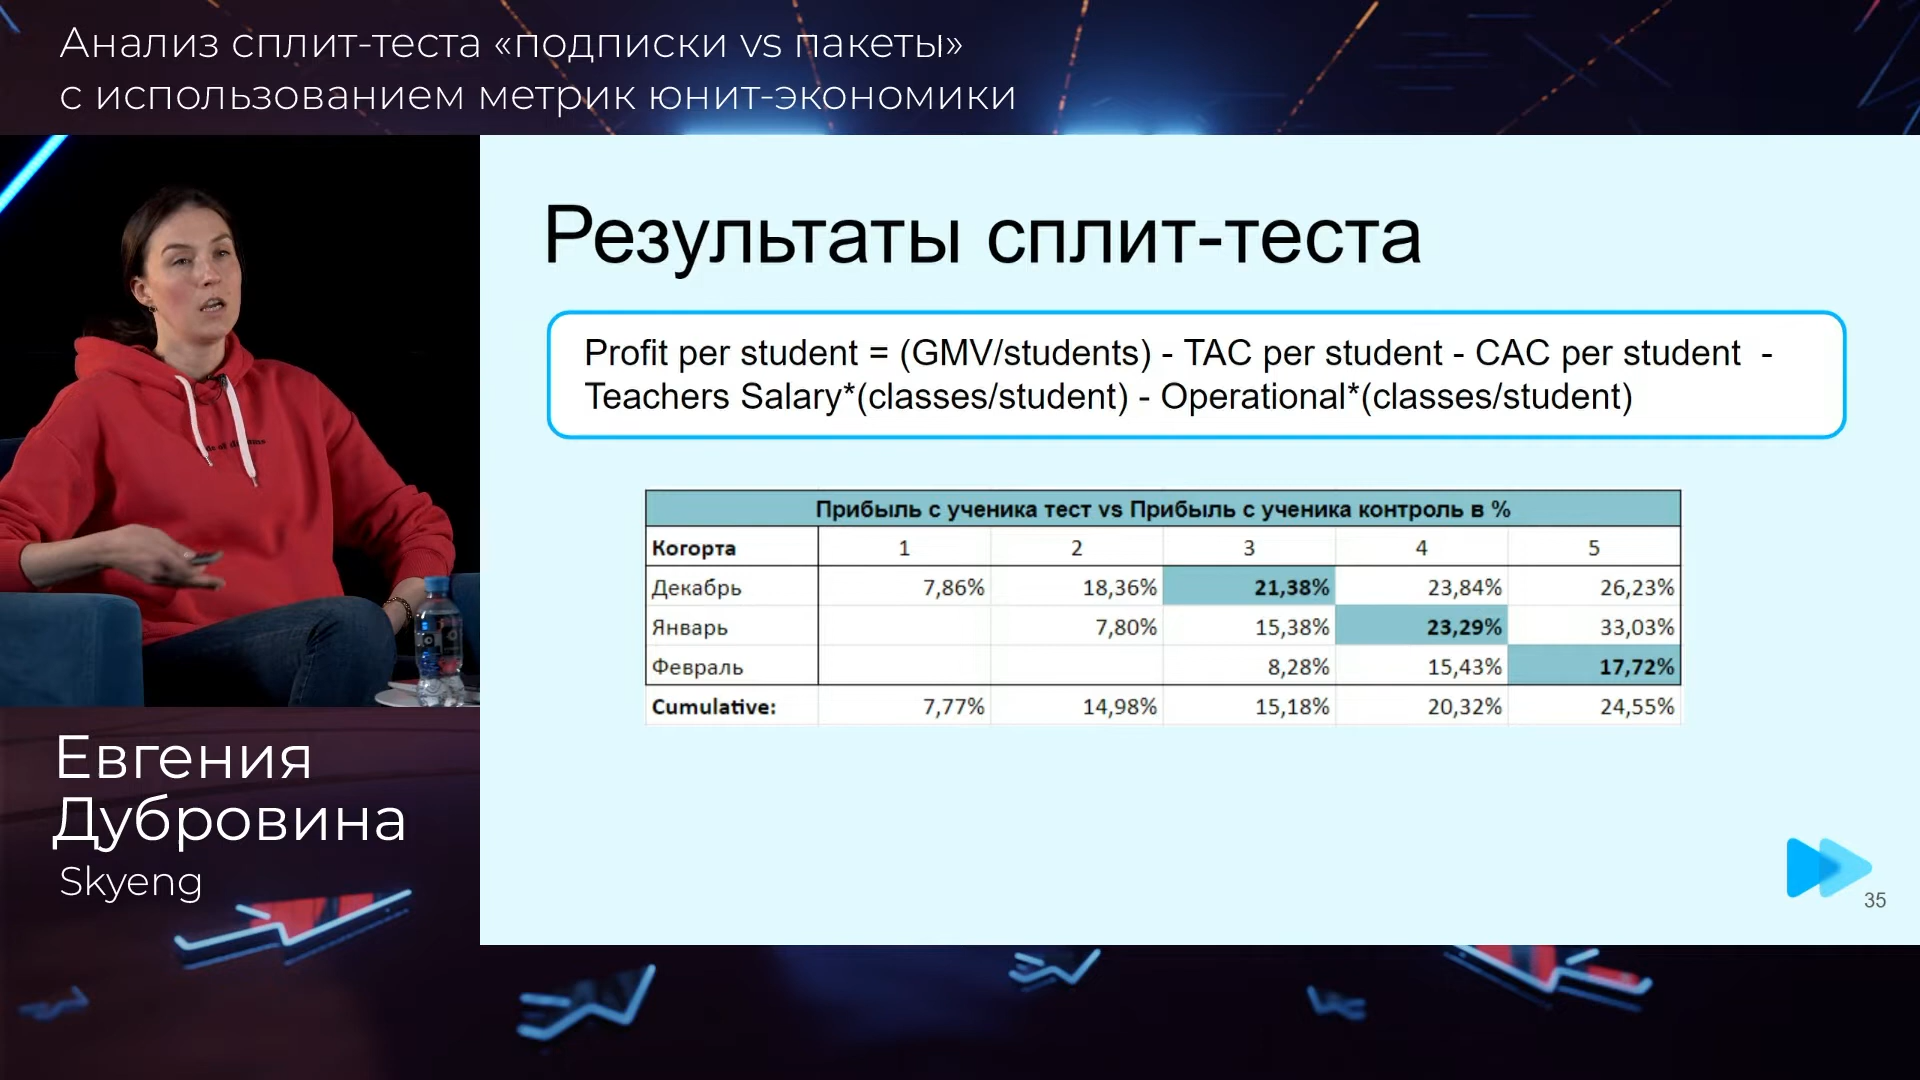 Анализ сплит-теста «подписки vs пакеты»
с использованием метрик юнит-экономики
Результаты сплит-теста
Profit per student = (GMV/students) - TAC per student - CAC per student -
Teachers Salary*(classes/student) - Operational*(classes/student)
Прибыль с ученика тест vs Прибыль с ученика контроль в %
Когорта 1 2 3 4 5
Декабрь 7,86% 18,36% 21,38% 23,84% 26,23%
Январь 7,80% 15,38% 23,29% 33,03%
Февраль 8,28% 15,43% 17,72%
Cumulative: 7,77% 14,98% 15,18% 20,32% 24,55%
Евгения
Дубровина
Skyeng
35